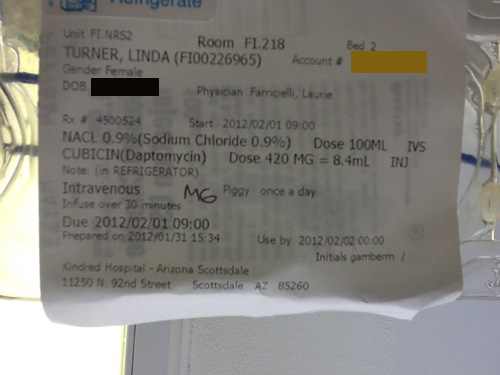 Refrigerate
Unit FI NRS2 Room FI.218 Bed 2
TURNER, LINDA (FI00226965) Account #
Gender Female
DOB Physician Farricielli, Laurie
Rx # 4500524 Start 2012/02/01 09:00
NACL 0.9%(Sodium Chloride 0.9%) Dose 100ML IVS
CUBICIN(Daptomycin) Dose 420 MG = 8.4mL INJ
Note: (in REFRIGERATOR)
Intravenous MG Piggy once a day
Infuse over 30 minutes
Due 2012/02/01 09:00
Prepared on 2012/01/31 15:34 Use by 2012/02/02 00:00
Initials gamberm /
Kindred Hospital - Arizona Scottsdale
11250 N. 92nd Street Scottsdale AZ 85260